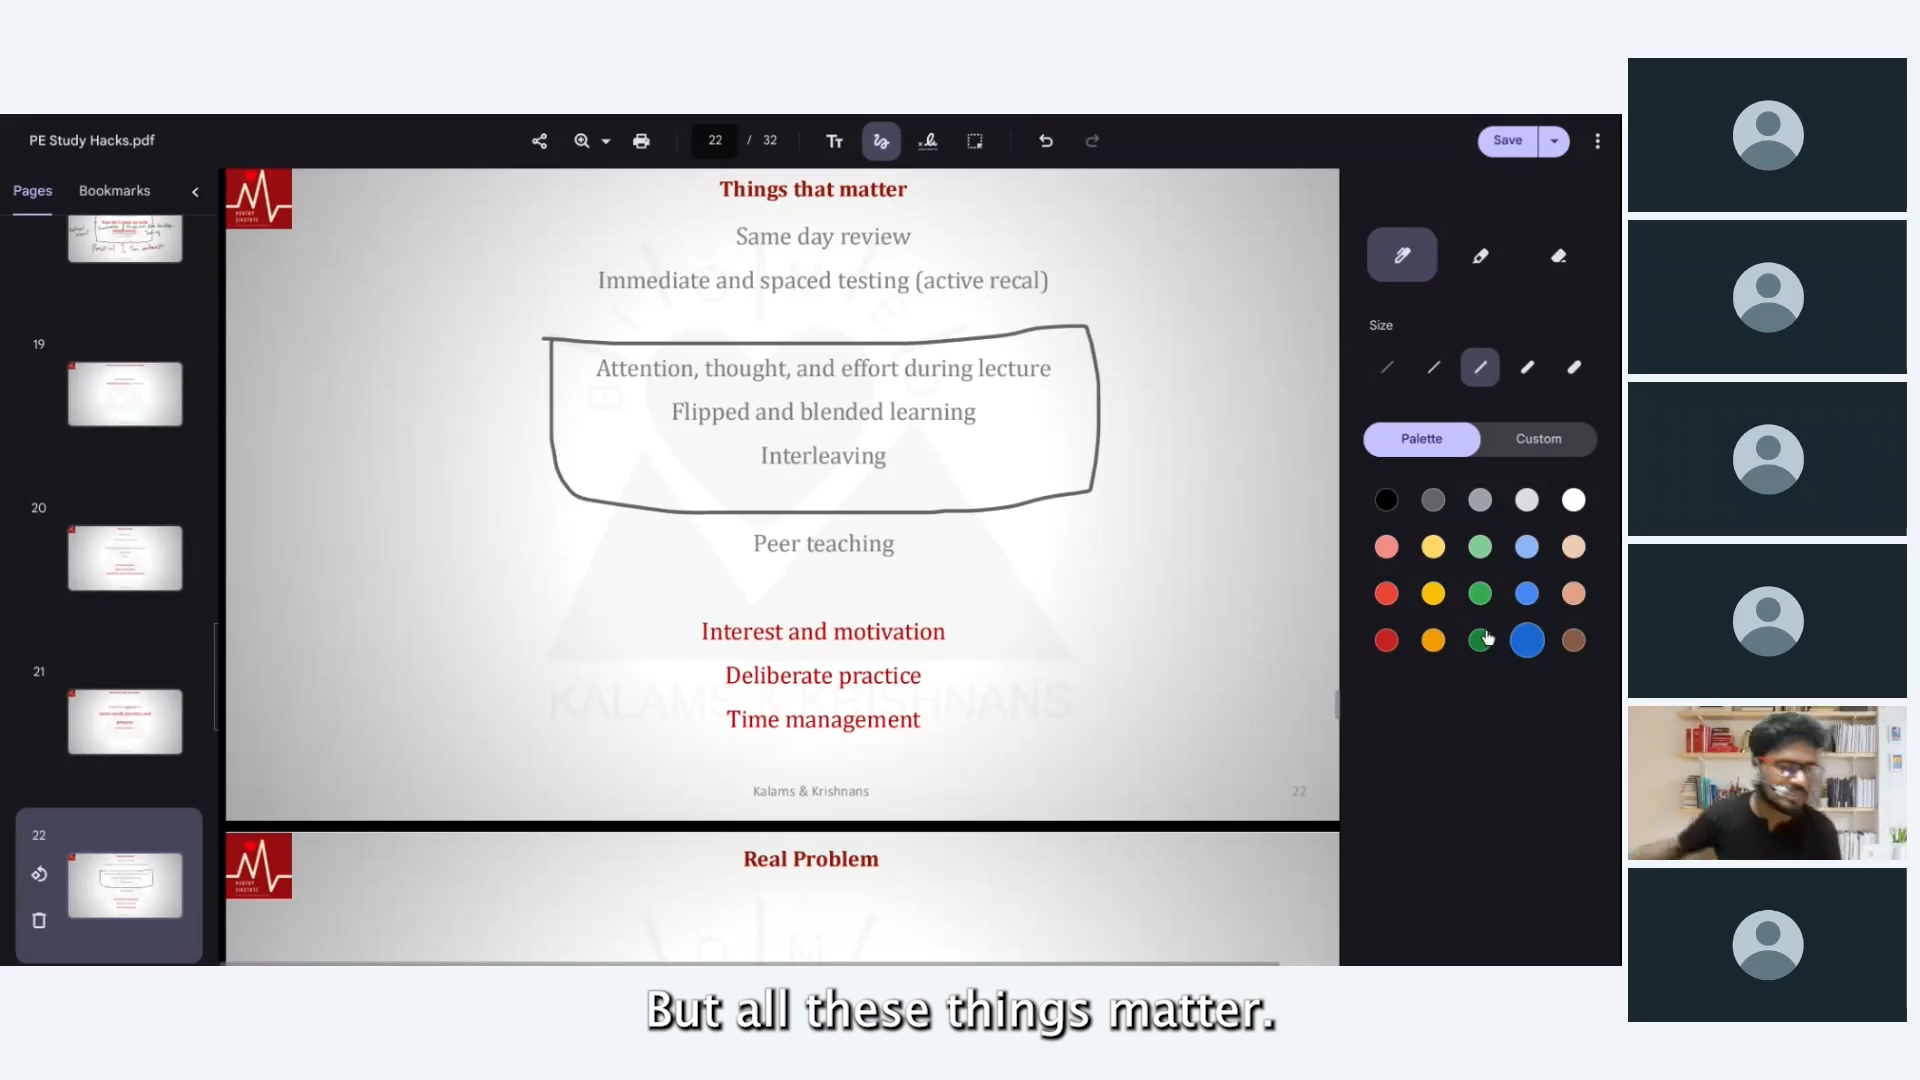 PE Study Hacks.pdf
22 / 32
Save
Pages Bookmarks
19
20
21
22
Things that matter
Same day review
Immediate and spaced testing (active recal)
Attention, thought, and effort during lecture
Flipped and blended learning
Interleaving
Peer teaching
Interest and motivation
Deliberate practice
Time management
KALAMS & KRISHNANS
Kalams & Krishnans
22
Real Problem
Size
Palette
Custom
But all these things matter.